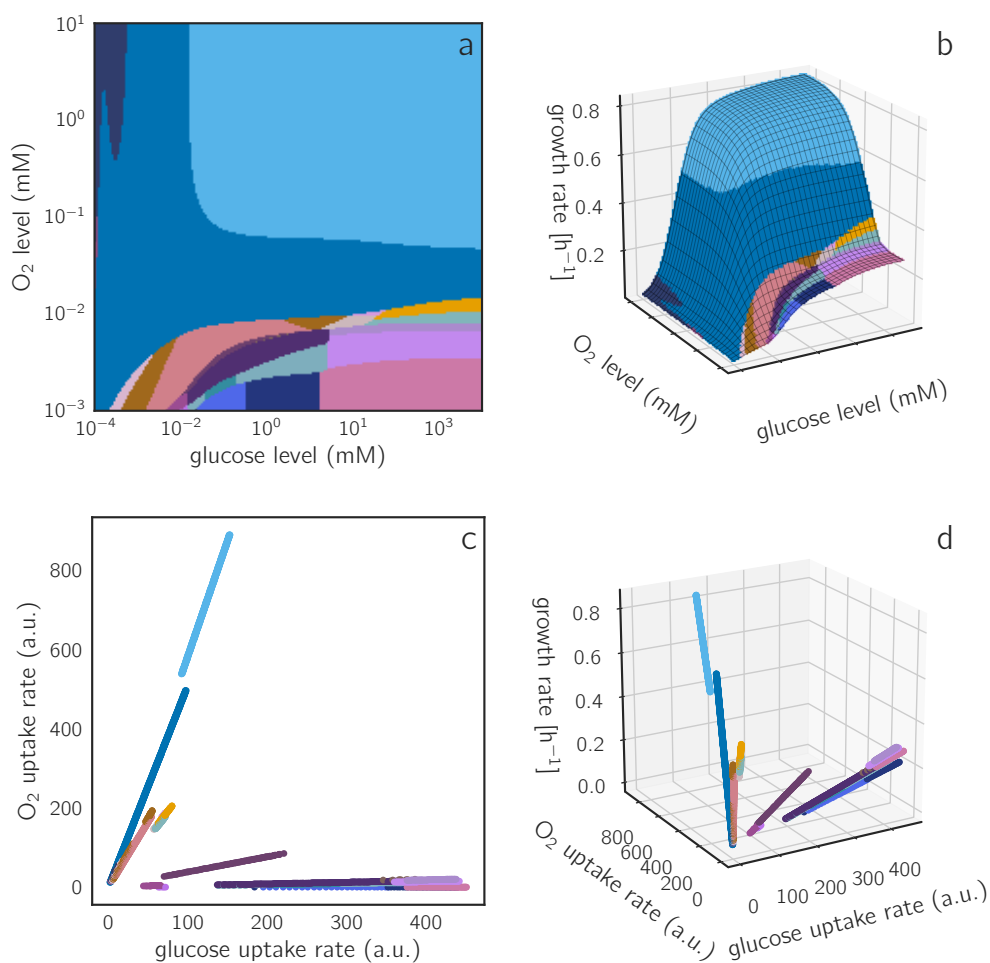 a
10¹
10⁰
10⁻¹
10⁻²
10⁻³
O₂ level (mM)
10⁻⁴
10⁻²
10⁰
10¹
10³
glucose level (mM)
b
0.8
0.6
0.4
0.2
growth rate [h⁻¹]
O₂ level (mM)
glucose level (mM)
c
800
600
400
200
0
O₂ uptake rate (a.u.)
0
100
200
300
400
glucose uptake rate (a.u.)
d
0.8
0.6
0.4
0.2
0.0
growth rate [h⁻¹]
800
600
400
200
0
O₂ uptake rate (a.u.)
0
100
200
300
400
glucose uptake rate (a.u.)